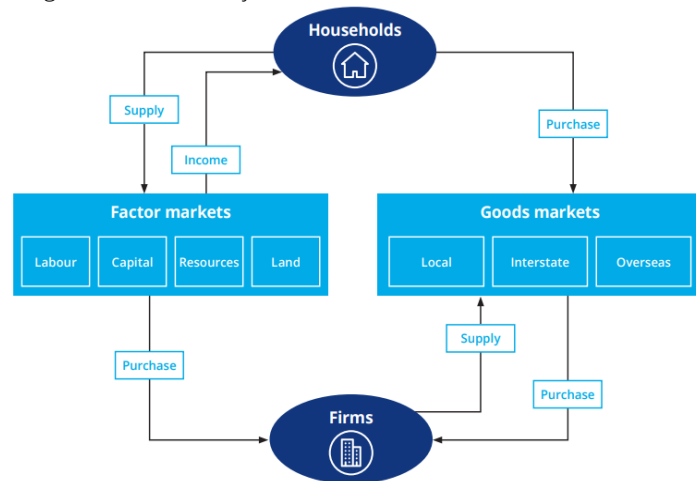 Households
Supply
Purchase
Income
Factor markets
Labour
Capital
Resources
Land
Goods markets
Local
Interstate
Overseas
Purchase
Supply
Purchase
Firms